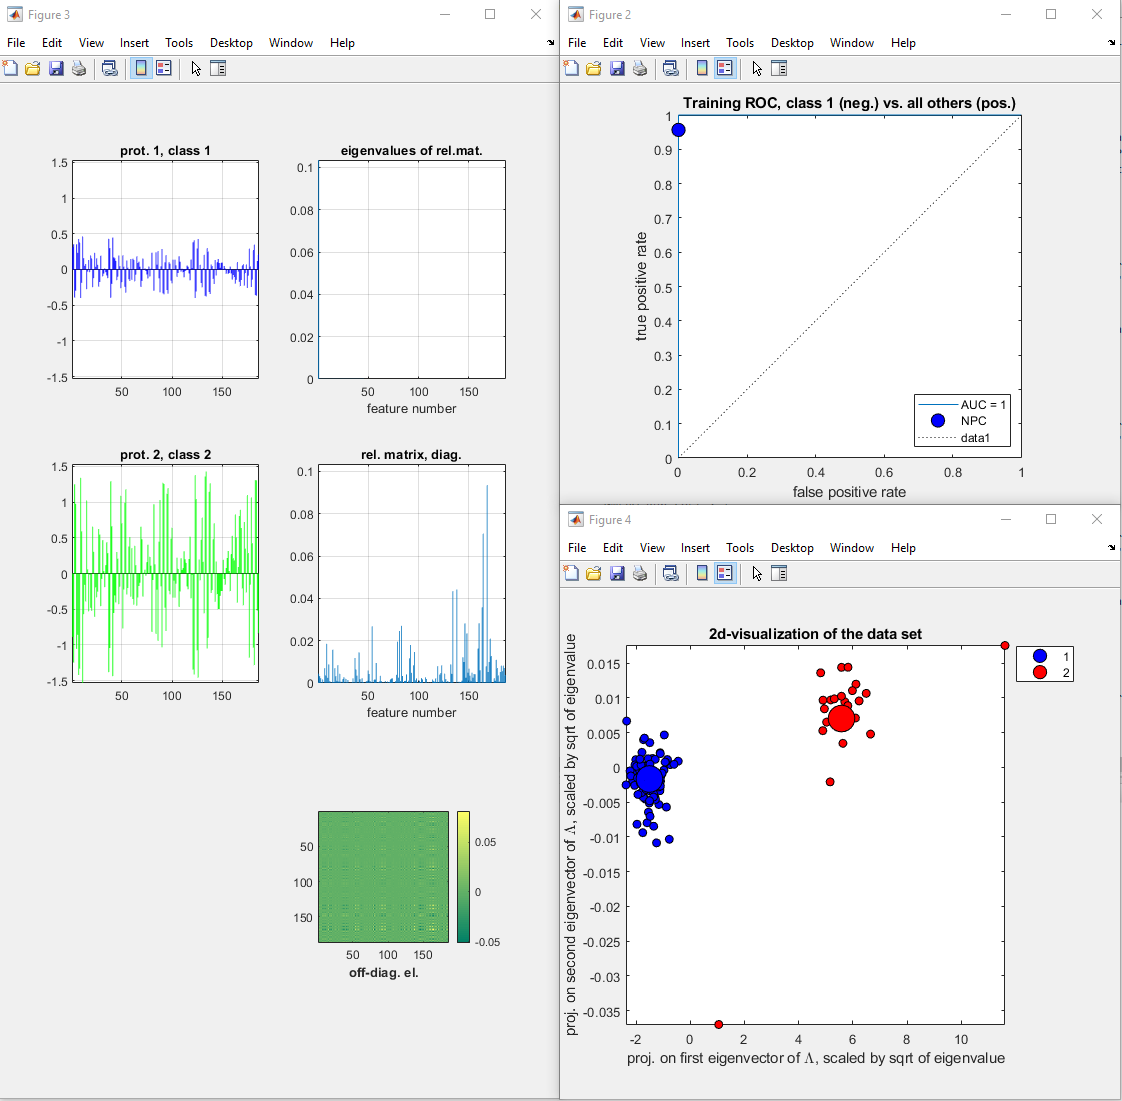 Figure 3
File Edit View Insert Tools Desktop Window Help
prot. 1, class 1
1.5
1
0.5
0
-0.5
-1
-1.5
50 100 150
eigenvalues of rel.mat.
0.1
0.08
0.06
0.04
0.02
0
50 100 150
feature number
prot. 2, class 2
1.5
1
0.5
0
-0.5
-1
-1.5
50 100 150
rel. matrix, diag.
0.1
0.08
0.06
0.04
0.02
0
50 100 150
feature number
50
100
150
50 100 150
off-diag. el.
0.05
0
-0.05
Figure 2
File Edit View Insert Tools Desktop Window Help
Training ROC, class 1 (neg.) vs. all others (pos.)
true positive rate
1
0.9
0.8
0.7
0.6
0.5
0.4
0.3
0.2
0.1
0
0 0.2 0.4 0.6 0.8 1
false positive rate
AUC = 1
NPC
data1
Figure 4
File Edit View Insert Tools Desktop Window Help
2d-visualization of the data set
proj. on second eigenvector of Λ, scaled by sqrt of eigenvalue
0.015
0.01
0.005
0
-0.005
-0.01
-0.015
-0.02
-0.025
-0.03
-0.035
-2 0 2 4 6 8 10
proj. on first eigenvector of Λ, scaled by sqrt of eigenvalue
1
2